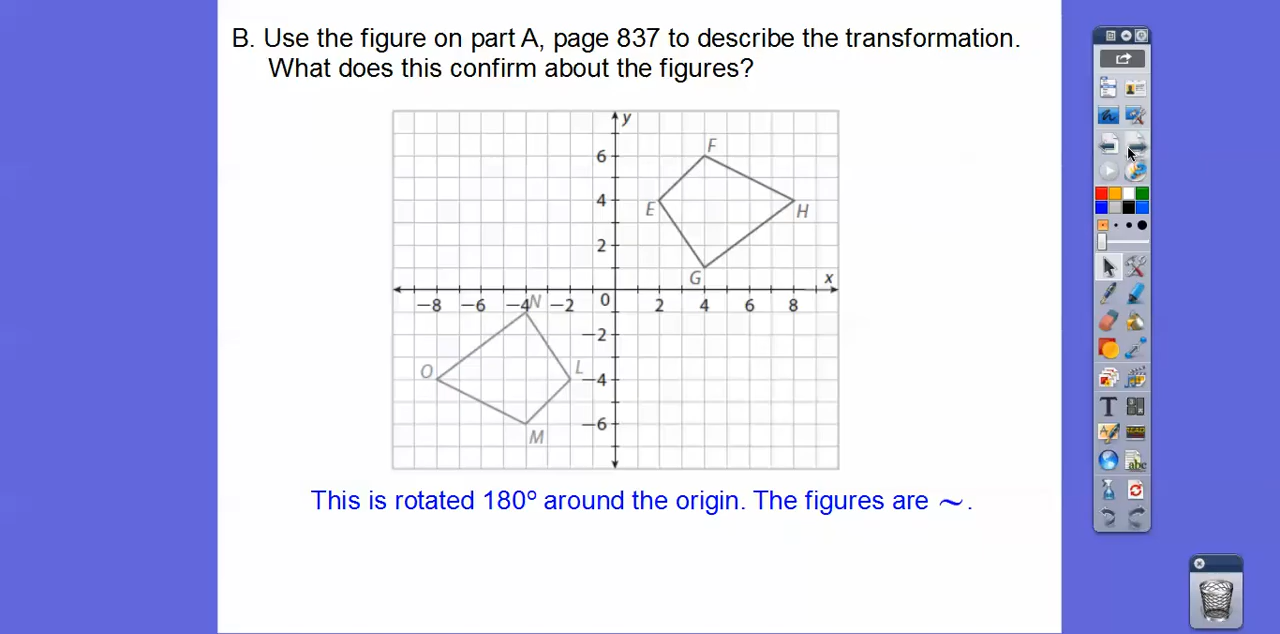 B. Use the figure on part A, page 837 to describe the transformation.
What does this confirm about the figures?
y
F
6
4
E
H
2
G
x
−8 −6 −4 N −2 0 2 4 6 8
−2
O
L
−4
−6
M
This is rotated 180º around the origin. The figures are ~.
T
abc